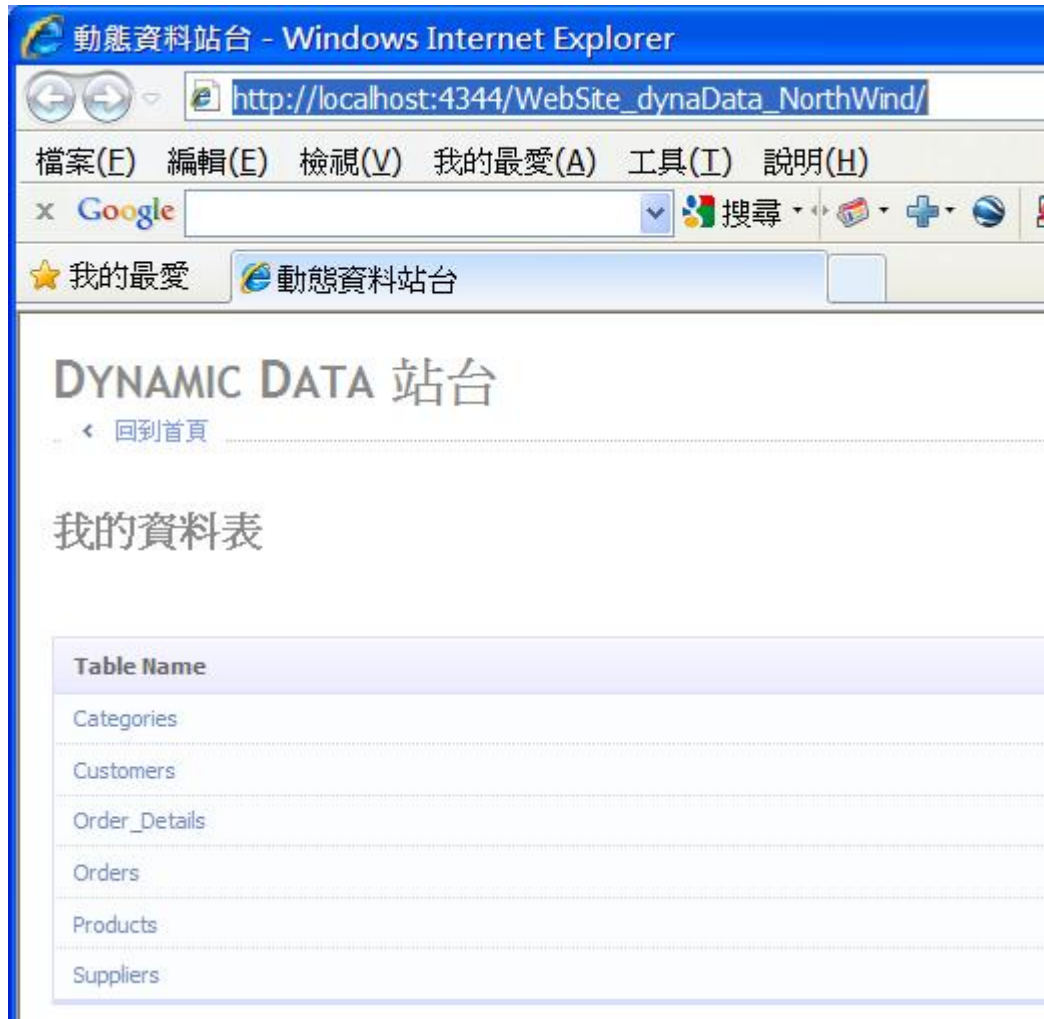 動態資料站台 - Windows Internet Explorer
http://localhost:4344/WebSite_dynaData_NorthWind/
檔案(F) 編輯(E) 檢視(V) 我的最愛(A) 工具(T) 說明(H)
x Google 搜尋
我的最愛 動態資料站台
DYNAMIC DATA 站台
回到首頁
我的資料表
Table Name
Categories
Customers
Order_Details
Orders
Products
Suppliers